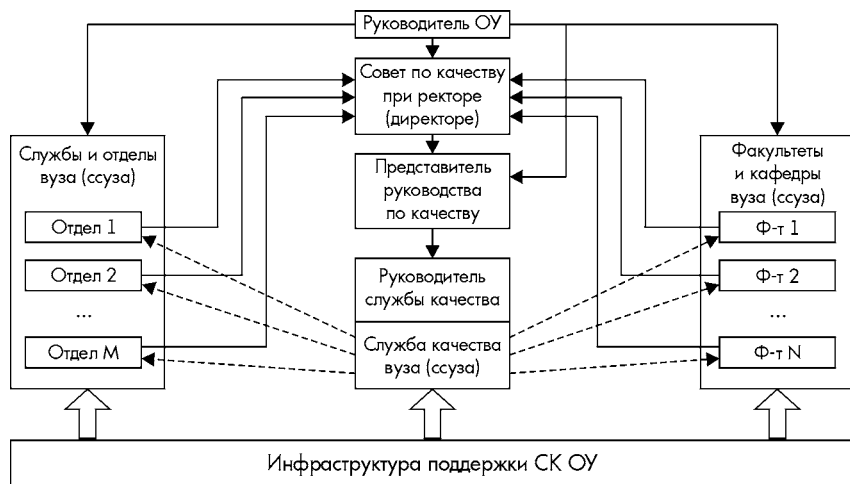 Руководитель ОУ
Совет по качеству
при ректоре
(директоре)
Службы и отделы
вуза (ссуза)
Отдел 1
Отдел 2
...
Отдел М
Представитель
руководства
по качеству
Руководитель
службы качества
Служба качества
вуза (ссуза)
Факультеты
и кафедры
вуза (ссуза)
Ф-т 1
Ф-т 2
...
Ф-т N
Инфраструктура поддержки СК ОУ